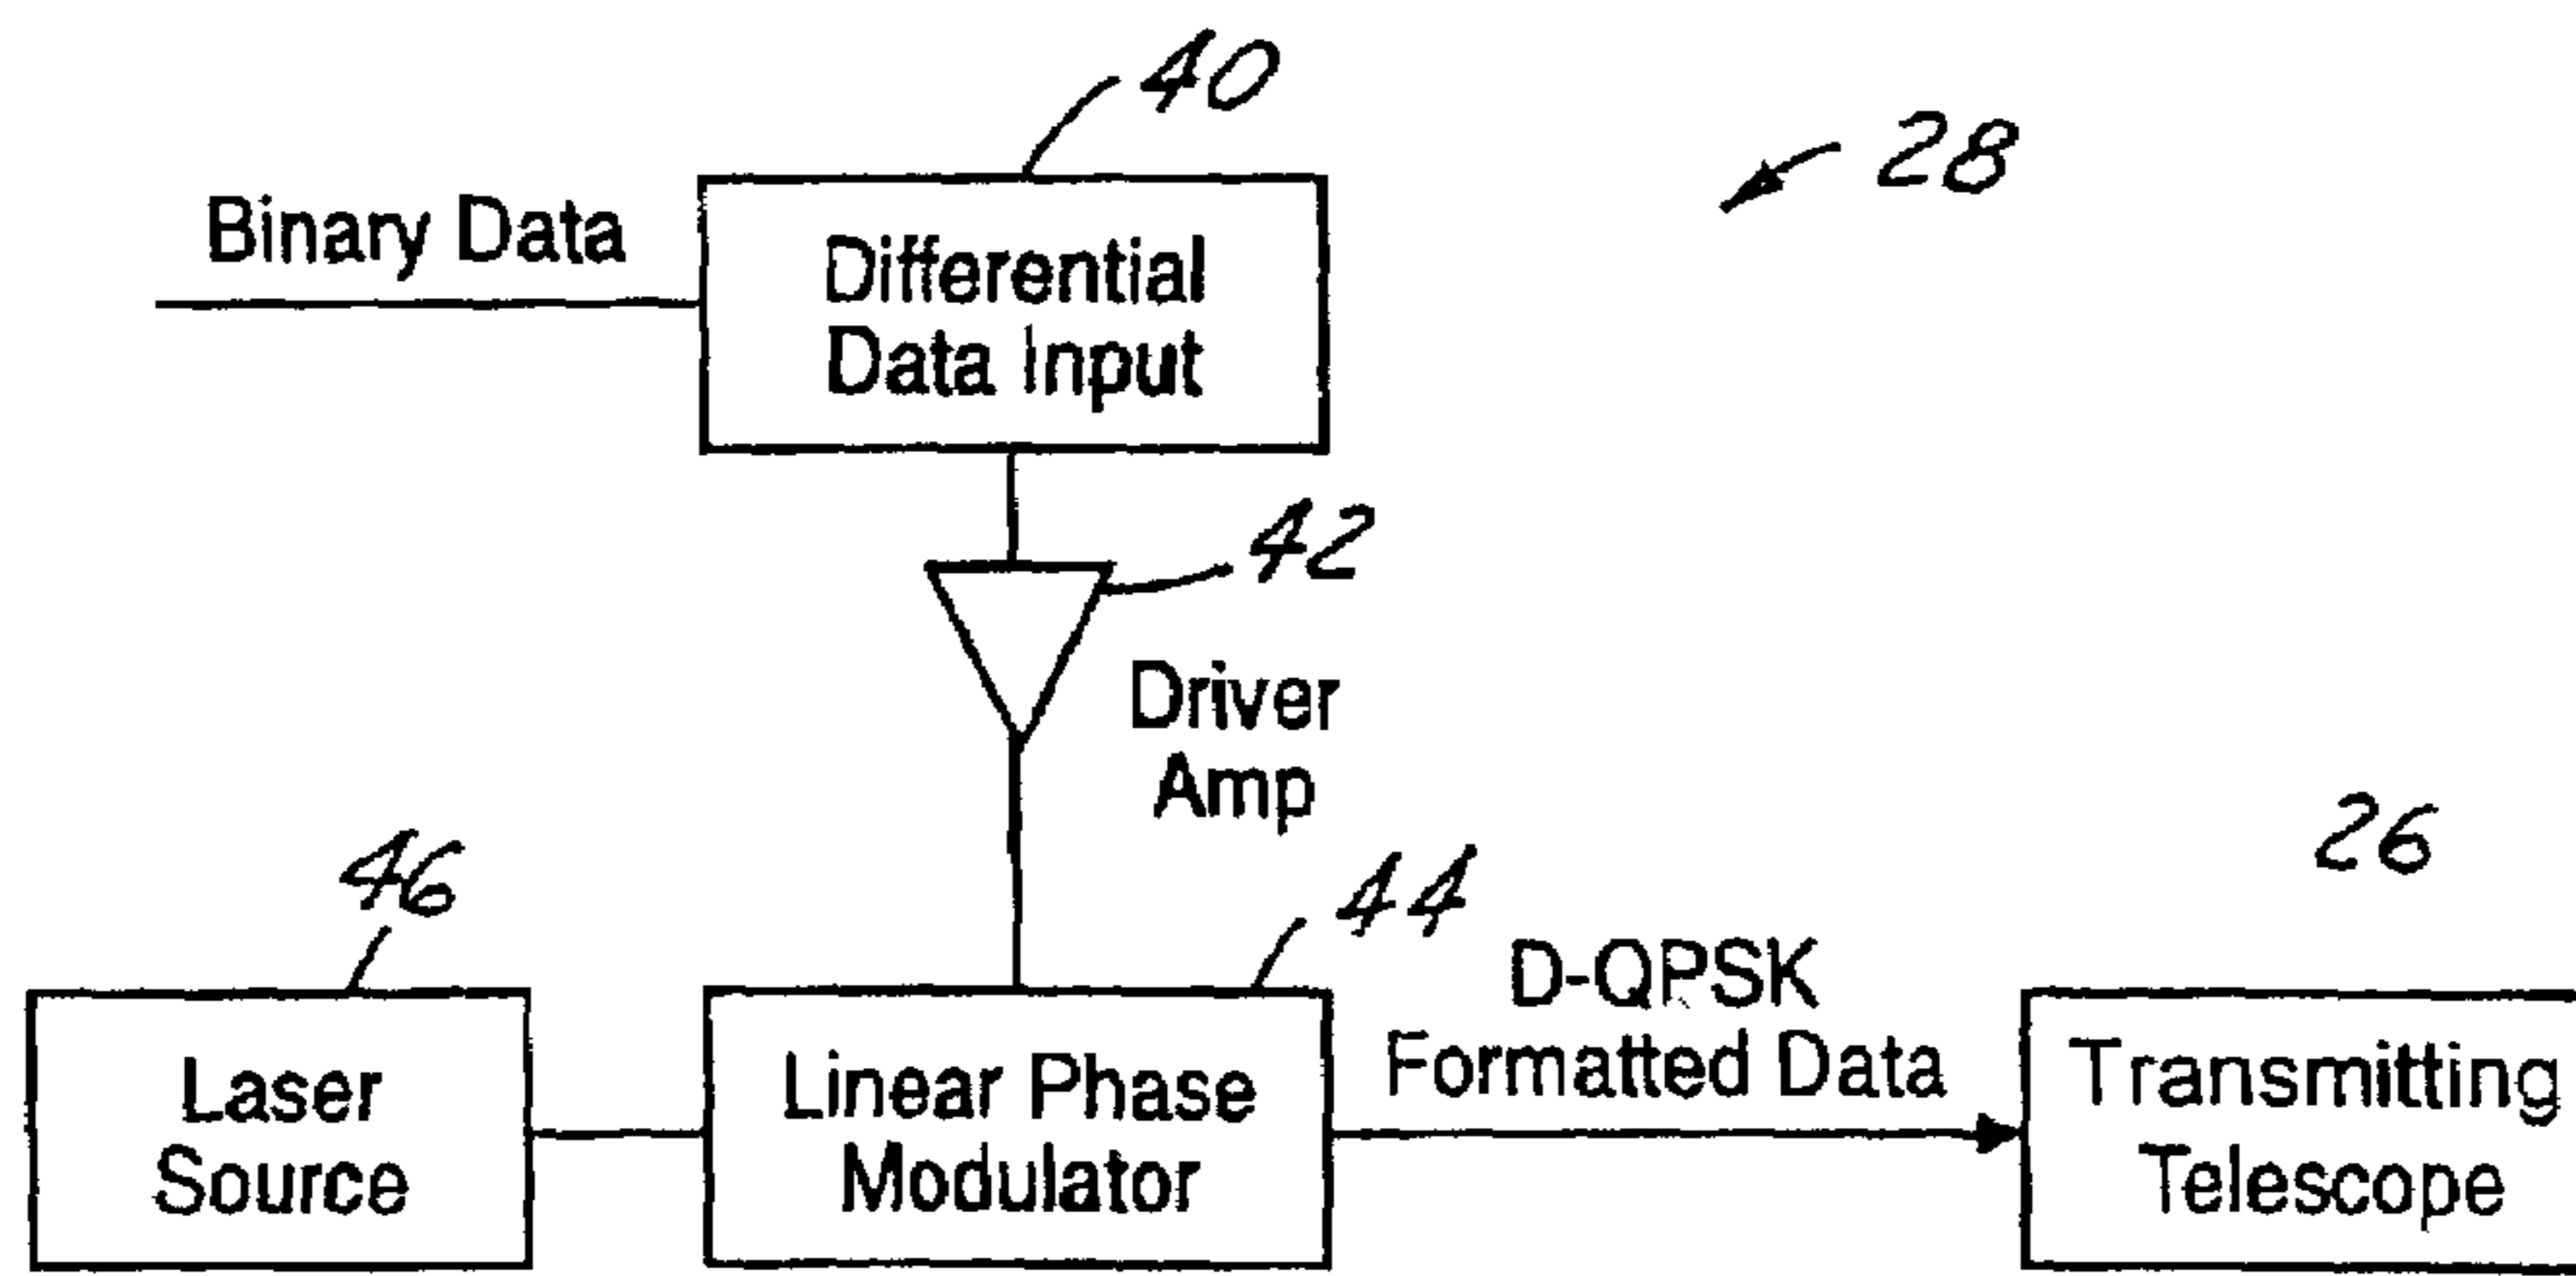 40
28
Binary Data
Differential
Data Input
42
Driver
Amp
46
44
26
D-QPSK
Formatted Data
Laser
Source
Linear Phase
Modulator
Transmitting
Telescope